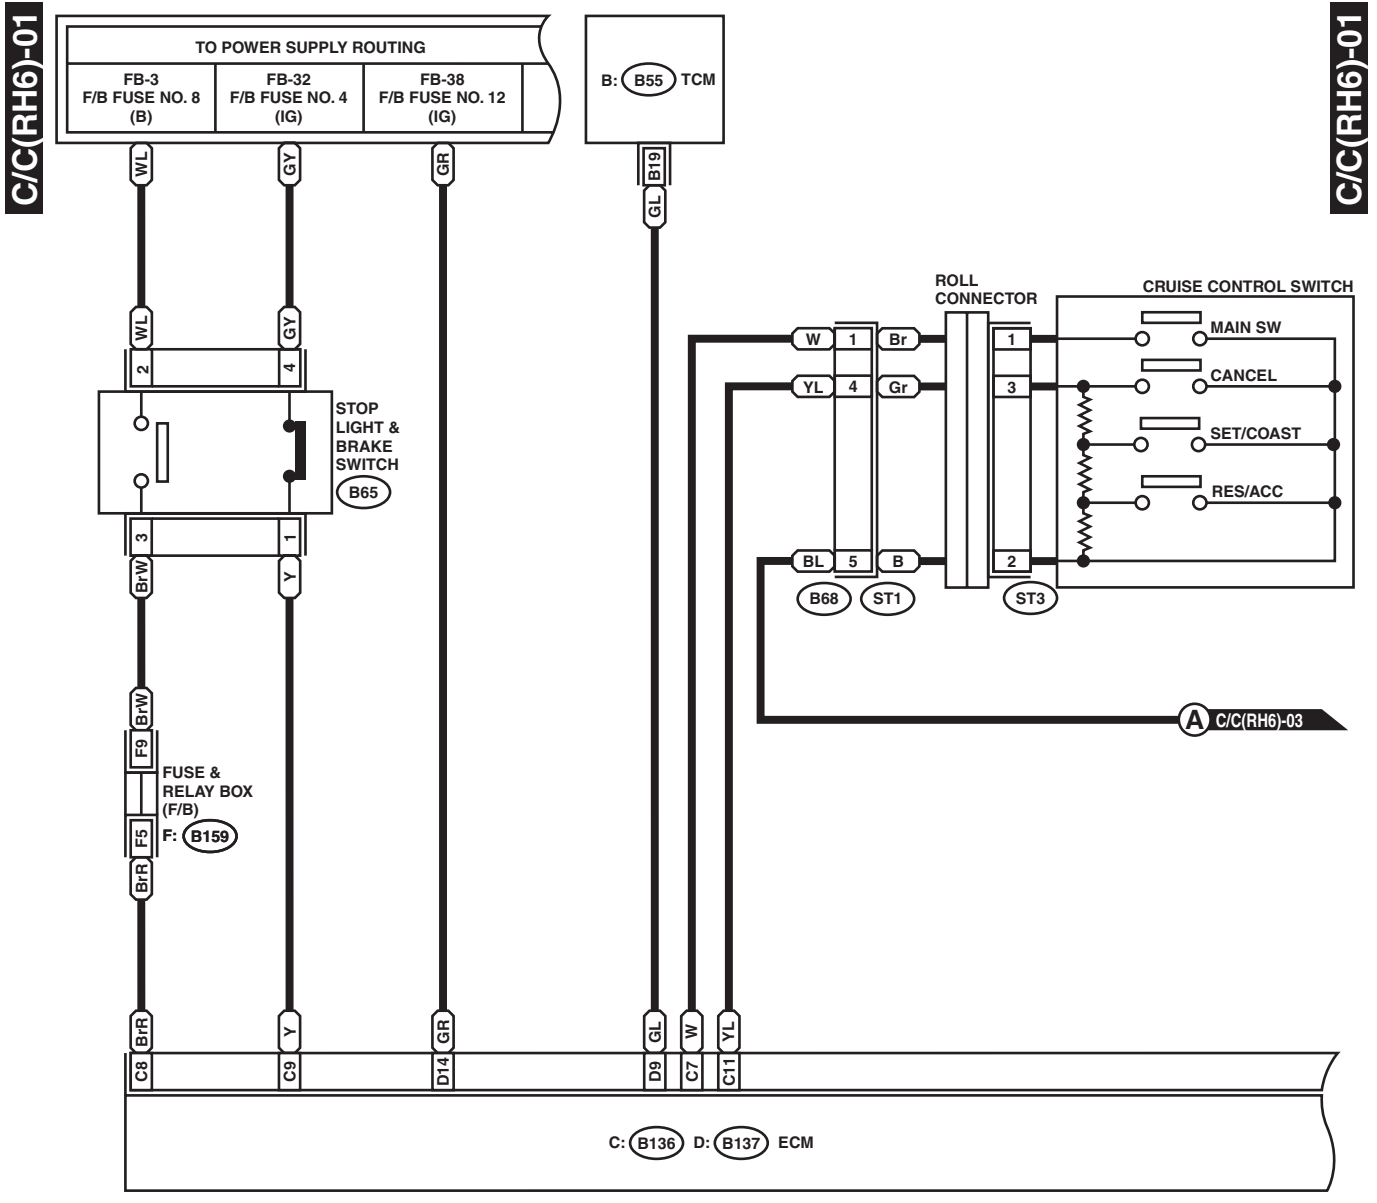 C/C(RH6)-01
C/C(RH6)-01
TO POWER SUPPLY ROUTING
FB-3
F/B FUSE NO. 8
(B)
FB-32
F/B FUSE NO. 4
(IG)
FB-38
F/B FUSE NO. 12
(IG)
B: B55 TCM
WL
GY
GR
B19
GL
WL
GY
2
4
STOP
LIGHT &
BRAKE
SWITCH
B65
3
1
BrW
Y
ROLL
CONNECTOR
CRUISE CONTROL SWITCH
W 1 Br
1
MAIN SW
YL 4 Gr
3
CANCEL
SET/COAST
RES/ACC
BL 5 B
2
B68
ST1
ST3
A C/C(RH6)-03
BrW
F9
FUSE &
RELAY BOX
(F/B)
F5
F: B159
BrR
BrR
Y
GR
GL
W
YL
C8
C9
D14
D9
C7
C11
C: B136 D: B137 ECM